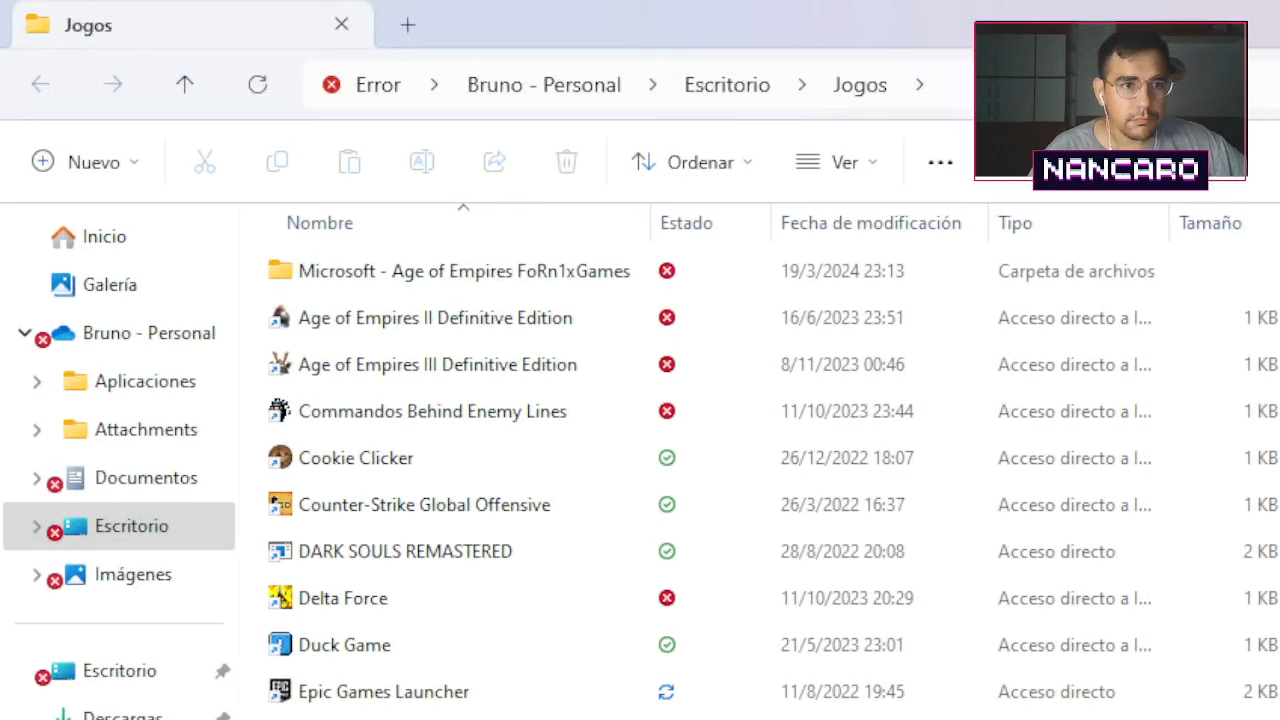 Jogos
Error > Bruno - Personal > Escritorio > Jogos >
NANCARO
Nuevo
Ordenar
Ver
Nombre Estado Fecha de modificación Tipo Tamaño
Inicio
Galería
Bruno - Personal
Aplicaciones
Attachments
Documentos
Escritorio
Imágenes
Escritorio
Descargas
Microsoft - Age of Empires FoRn1xGames 19/3/2024 23:13 Carpeta de archivos
Age of Empires II Definitive Edition 16/6/2023 23:51 Acceso directo a I... 1 KB
Age of Empires III Definitive Edition 8/11/2023 00:46 Acceso directo a I... 1 KB
Commandos Behind Enemy Lines 11/10/2023 23:44 Acceso directo a I... 1 KB
Cookie Clicker 26/12/2022 18:07 Acceso directo a I... 1 KB
Counter-Strike Global Offensive 26/3/2022 16:37 Acceso directo a I... 1 KB
DARK SOULS REMASTERED 28/8/2022 20:08 Acceso directo 2 KB
Delta Force 11/10/2023 20:29 Acceso directo a I... 1 KB
Duck Game 21/5/2023 23:01 Acceso directo a I... 1 KB
Epic Games Launcher 11/8/2022 19:45 Acceso directo 2 KB